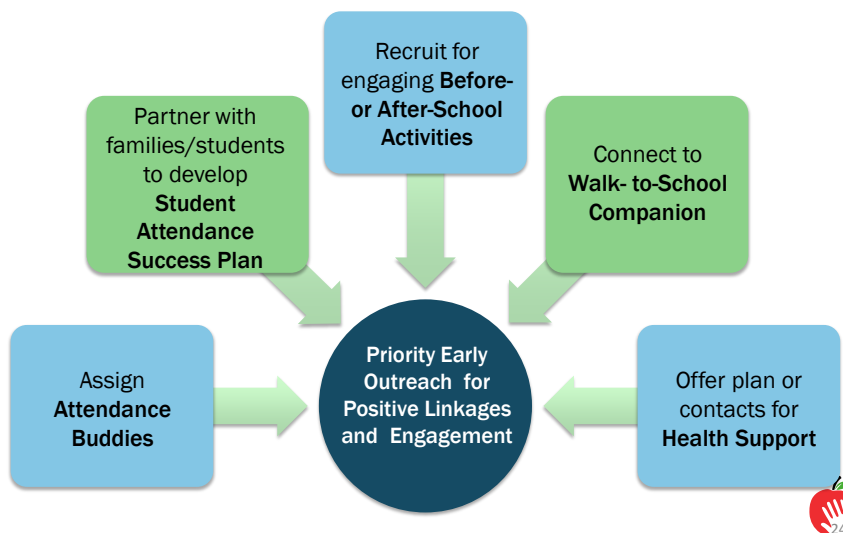 Assign
Attendance
Buddies
Partner with
families/students
to develop
Student
Attendance
Success Plan
Recruit for
engaging Before-
or After-School
Activities
Connect to
Walk- to-School
Companion
Offer plan or
contacts for
Health Support
Priority Early
Outreach for
Positive Linkages
and Engagement
24